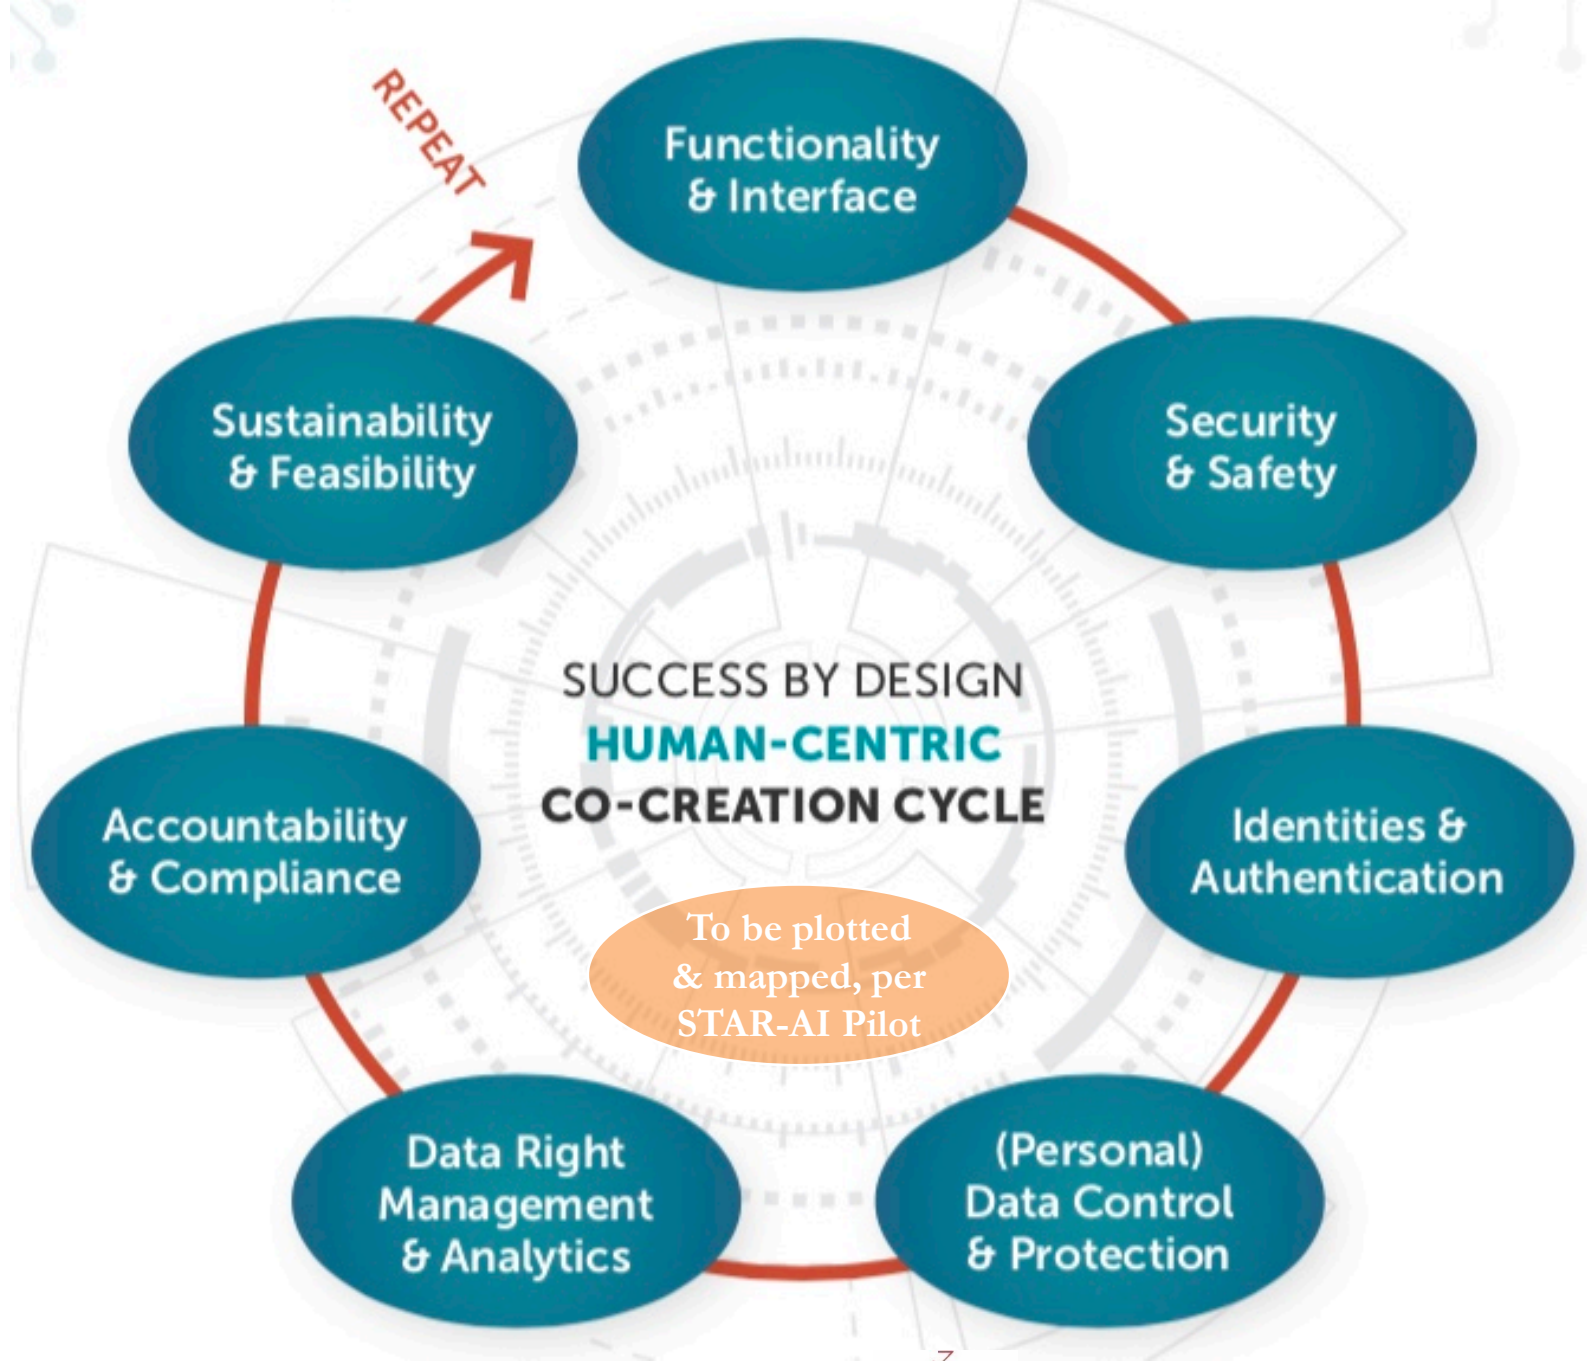 REPEAT
Functionality
& Interface
Security
& Safety
Identities &
Authentication
(Personal)
Data Control
& Protection
Data Right
Management
& Analytics
Accountability
& Compliance
Sustainability
& Feasibility
SUCCESS BY DESIGN
HUMAN-CENTRIC
CO-CREATION CYCLE
To be plotted
& mapped, per
STAR-AI Pilot